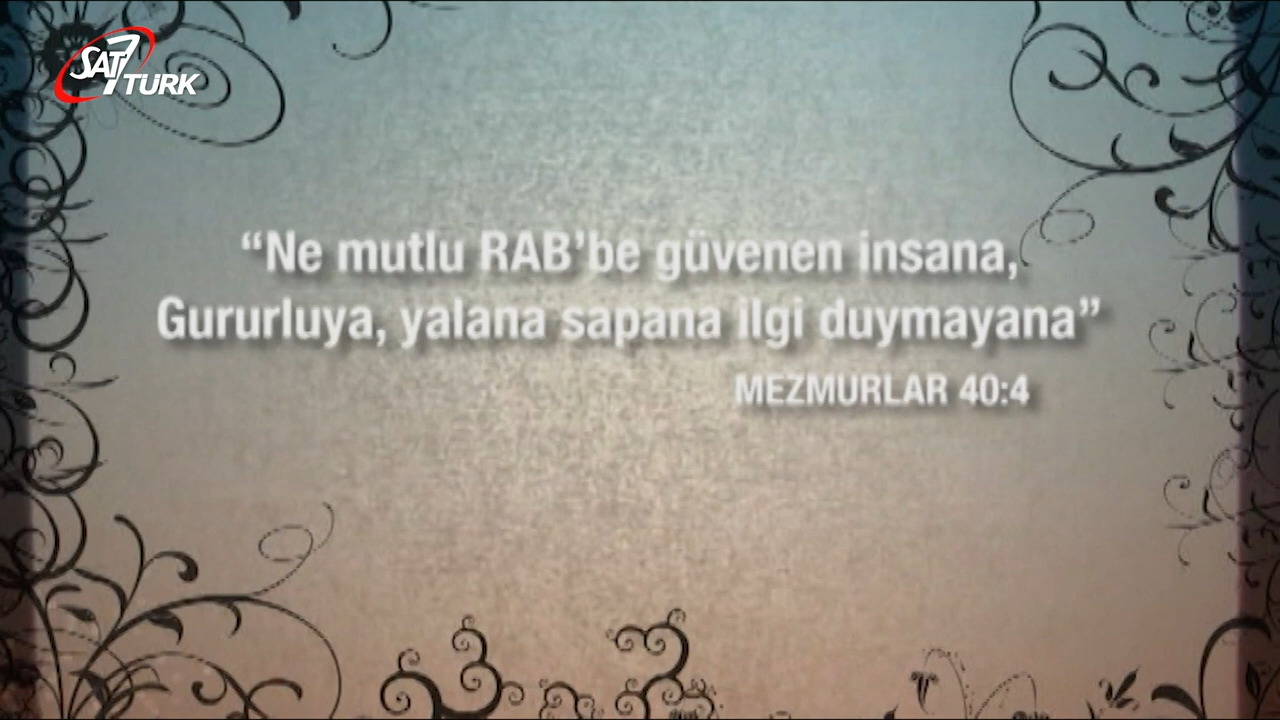 SAT7
TURK
“Ne mutlu RAB’be güvenen insana,
Gururluya, yalana sapana ilgi duymayana”
MEZMURLAR 40:4